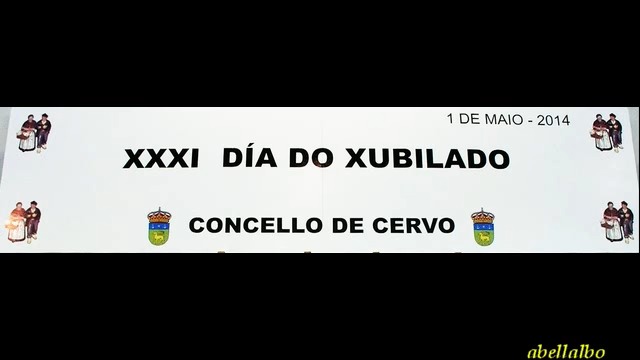 1 DE MAIO - 2014
XXXI DÍA DO XUBILADO
CONCELLO DE CERVO
abellalbo